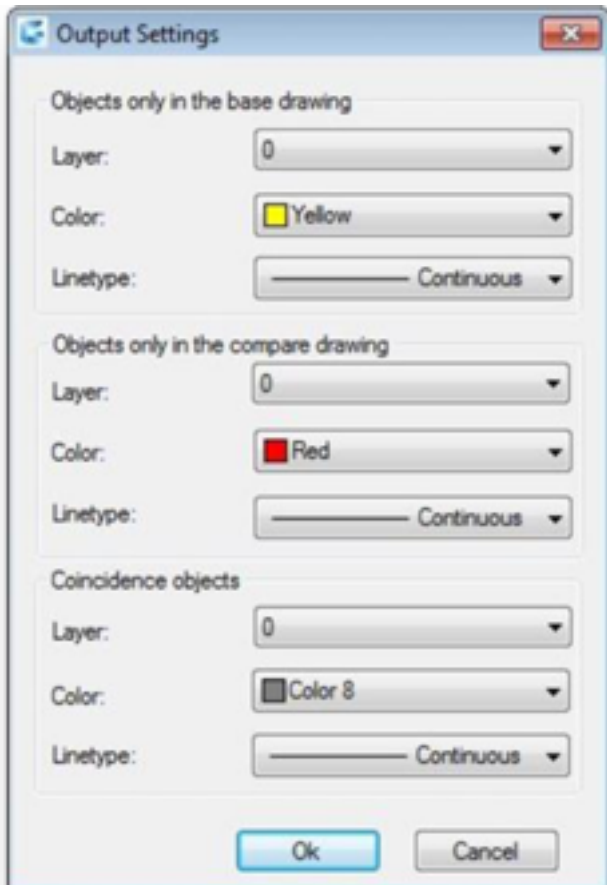 Output Settings
Objects only in the base drawing
Layer: 0
Color: Yellow
Linetype: Continuous
Objects only in the compare drawing
Layer: 0
Color: Red
Linetype: Continuous
Coincidence objects
Layer: 0
Color: Color 8
Linetype: Continuous
Ok Cancel